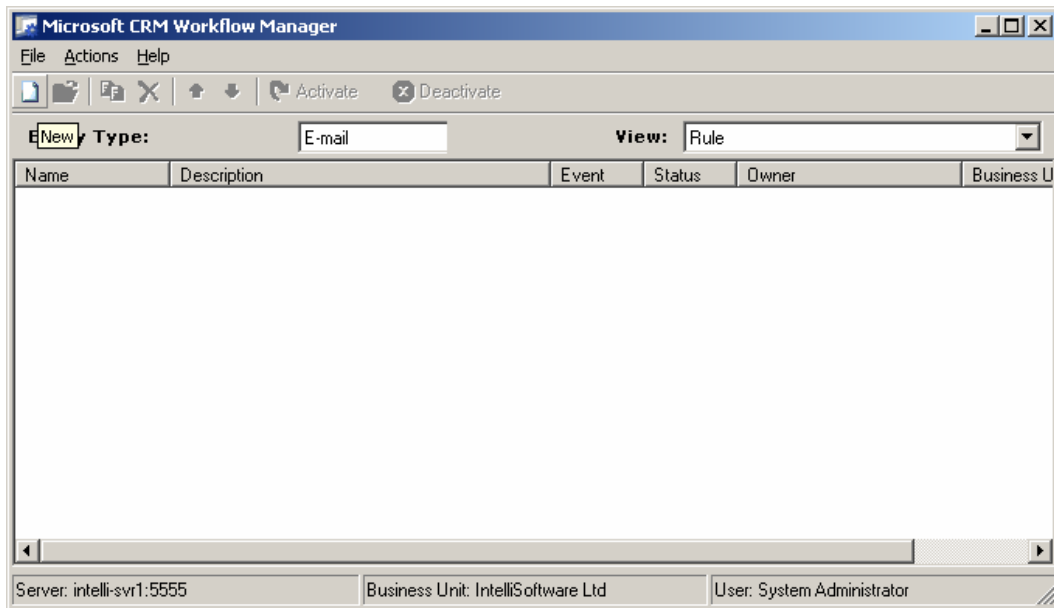 Microsoft CRM Workflow Manager
File Actions Help
Activate Deactivate
E New y Type: E-mail View: Rule
Name Description Event Status Owner Business U
Server: intelli-svr1:5555 Business Unit: IntelliSoftware Ltd User: System Administrator